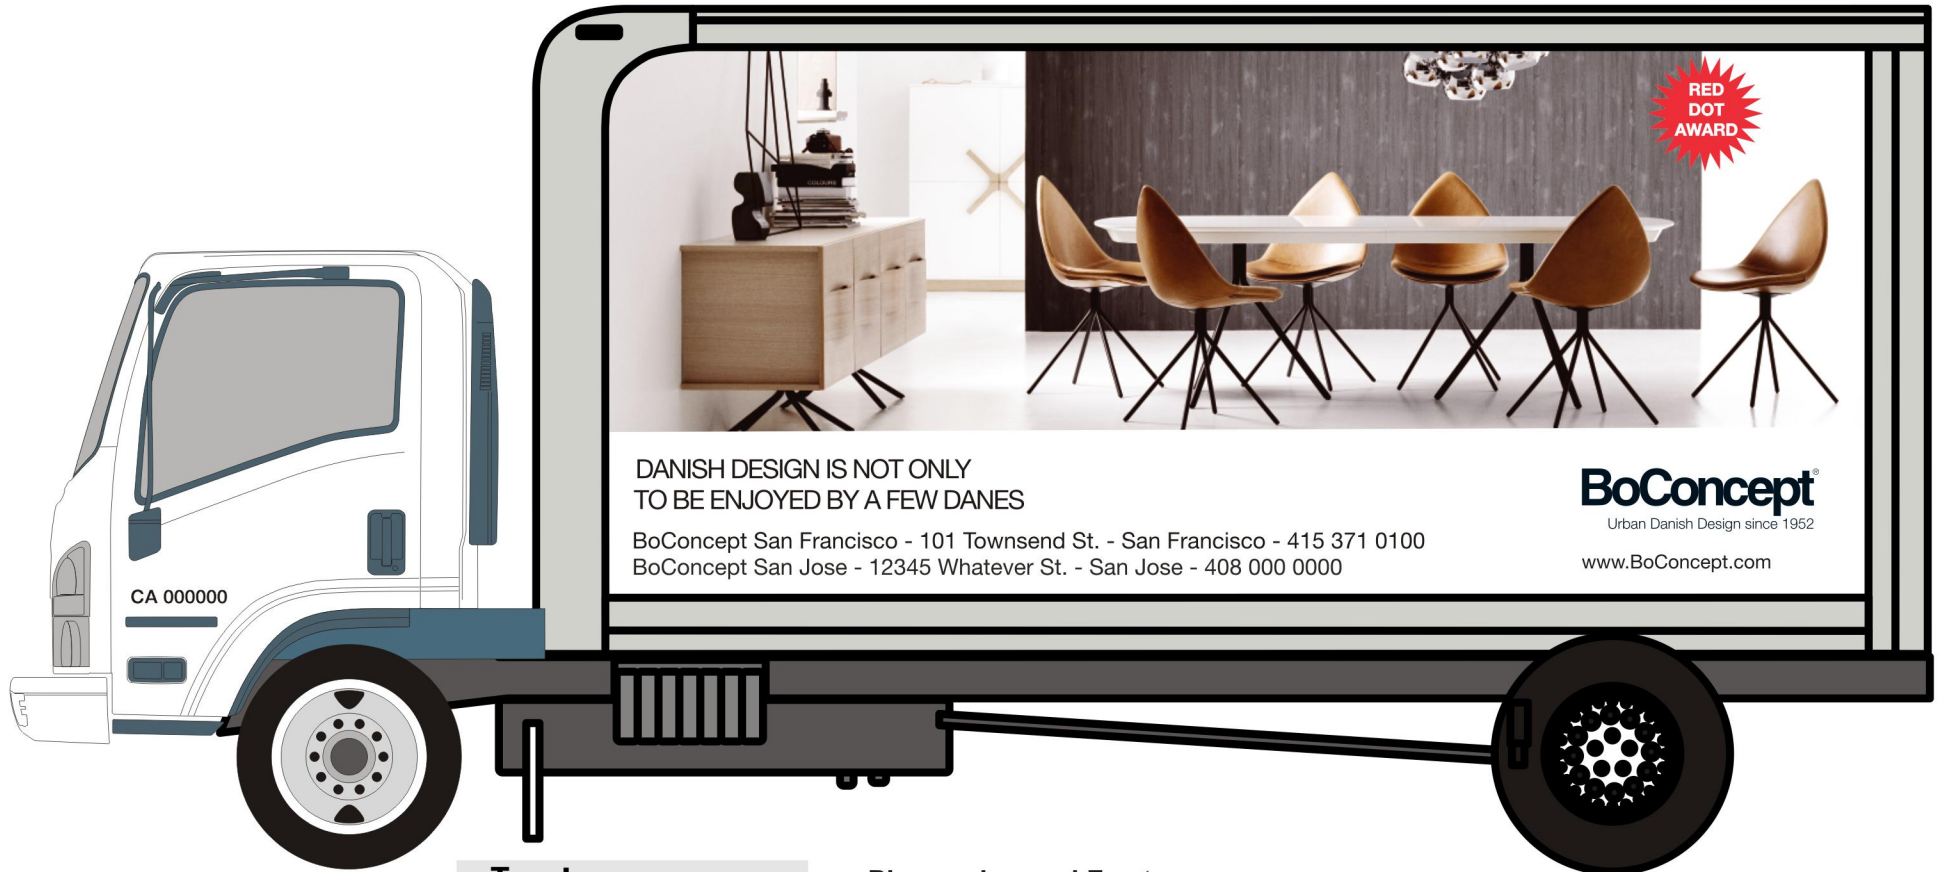 RED
DOT
AWARD
COLOURS
DANISH DESIGN IS NOT ONLY
TO BE ENJOYED BY A FEW DANES
BoConcept San Francisco - 101 Townsend St. - San Francisco - 415 371 0100
BoConcept San Jose - 12345 Whatever St. - San Jose - 408 000 0000
BoConcept®
Urban Danish Design since 1952
www.BoConcept.com
CA 000000